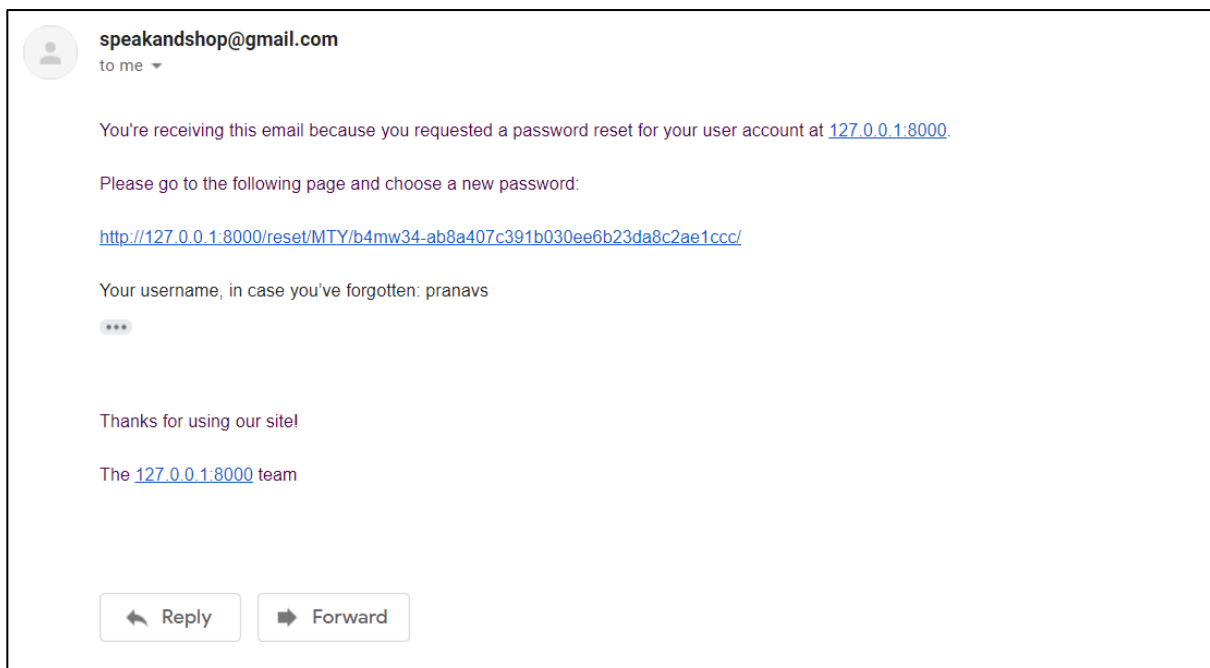 speakandshop@gmail.com
to me
You're receiving this email because you requested a password reset for your user account at 127.0.0.1:8000.
Please go to the following page and choose a new password:
http://127.0.0.1:8000/reset/MTY/b4mw34-ab8a407c391b030ee6b23da8c2ae1ccc/
Your username, in case you’ve forgotten: pranavs
Thanks for using our site!
The 127.0.0.1:8000 team
Reply
Forward